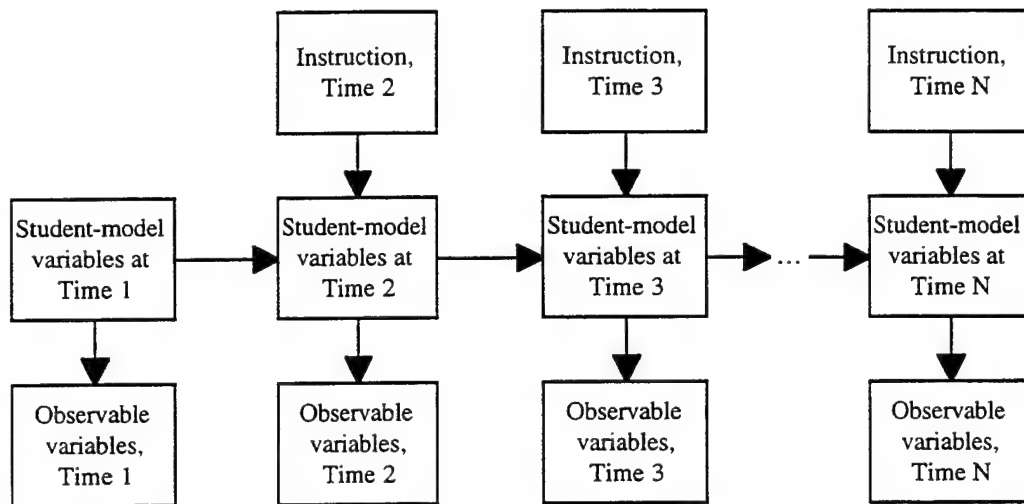 Instruction,
Time 2
Instruction,
Time 3
Instruction,
Time N
Student-model
variables at
Time 1
Student-model
variables at
Time 2
Student-model
variables at
Time 3
...
Student-model
variables at
Time N
Observable
variables,
Time 1
Observable
variables,
Time 2
Observable
variables,
Time 3
Observable
variables,
Time N